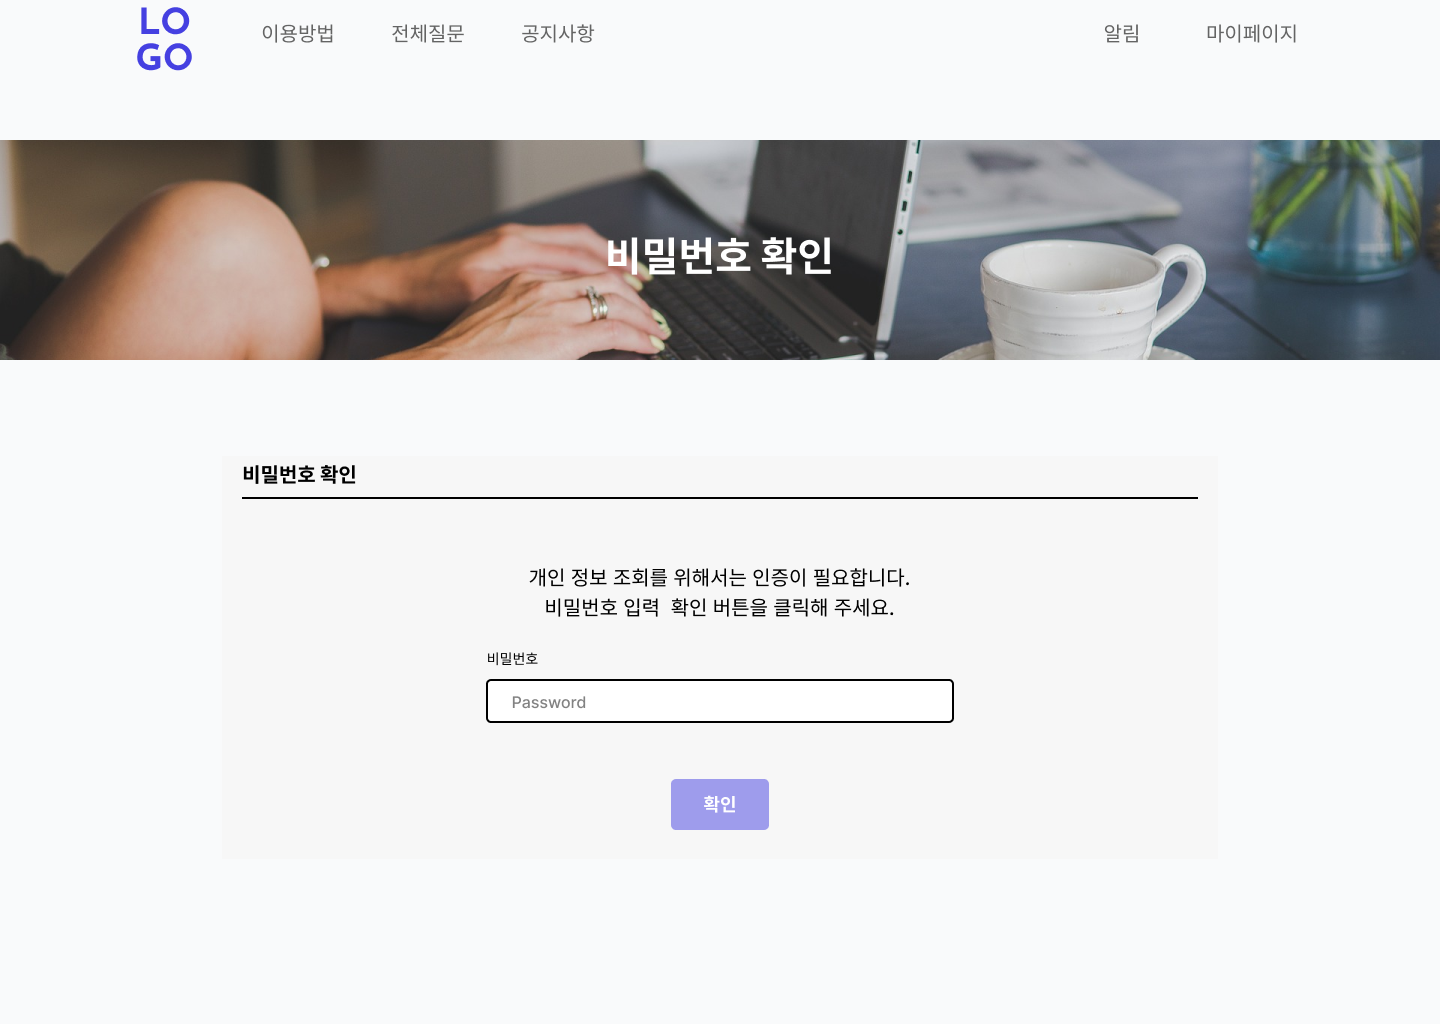 LO
GO
이용방법 전체질문 공지사항 알림 마이페이지
비밀번호 확인
비밀번호 확인
개인 정보 조회를 위해서는 인증이 필요합니다.
비밀번호 입력 확인 버튼을 클릭해 주세요.
비밀번호
Password
확인